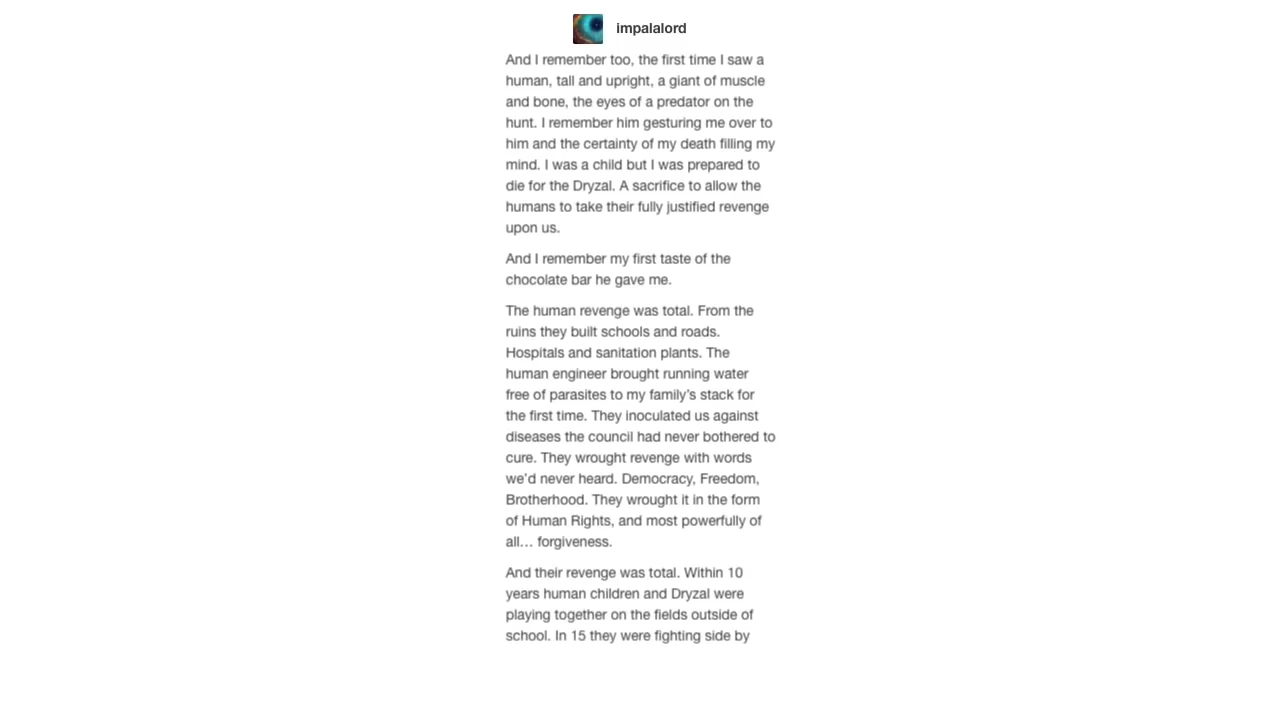 impalalord
And I remember too, the first time I saw a
human, tall and upright, a giant of muscle
and bone, the eyes of a predator on the
hunt. I remember him gesturing me over to
him and the certainty of my death filling my
mind. I was a child but I was prepared to
die for the Dryzal. A sacrifice to allow the
humans to take their fully justified revenge
upon us.
And I remember my first taste of the
chocolate bar he gave me.
The human revenge was total. From the
ruins they built schools and roads.
Hospitals and sanitation plants. The
human engineer brought running water
free of parasites to my family’s stack for
the first time. They inoculated us against
diseases the council had never bothered to
cure. They wrought revenge with words
we’d never heard. Democracy, Freedom,
Brotherhood. They wrought it in the form
of Human Rights, and most powerfully of
all… forgiveness.
And their revenge was total. Within 10
years human children and Dryzal were
playing together on the fields outside of
school. In 15 they were fighting side by